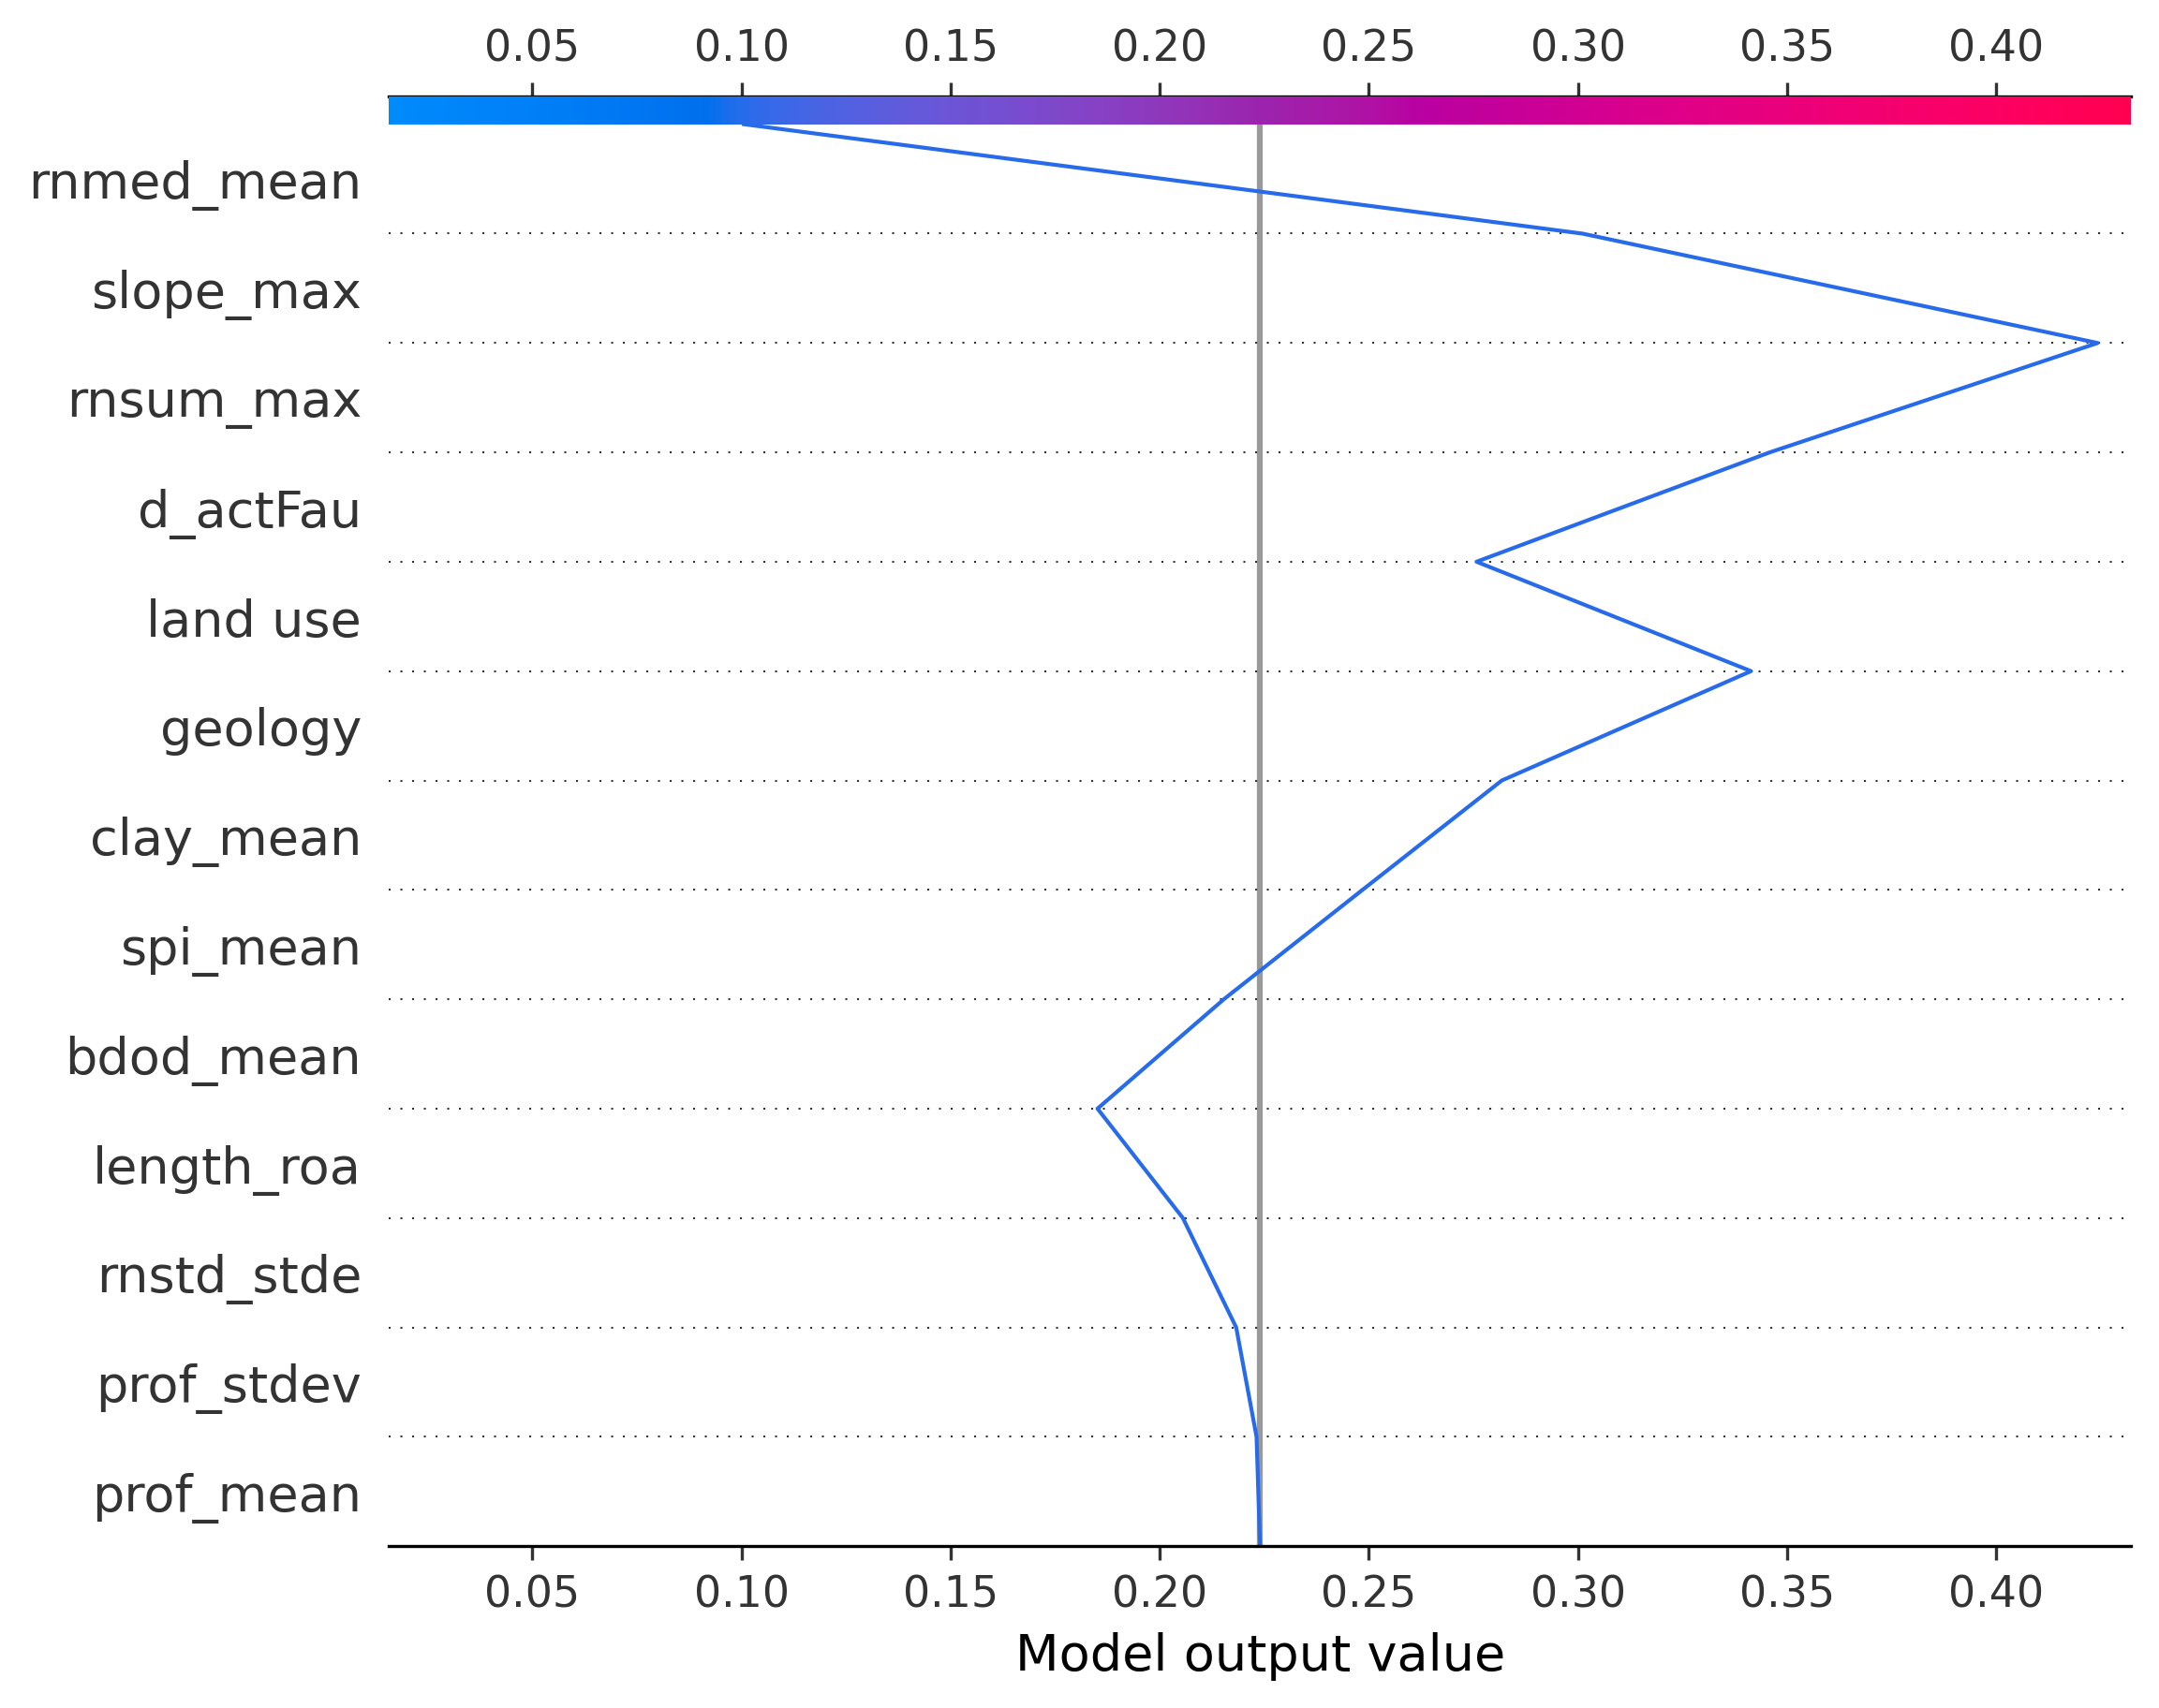 0.05 0.10 0.15 0.20 0.25 0.30 0.35 0.40
rnmed_mean
slope_max
rnsum_max
d_actFau
land use
geology
clay_mean
spi_mean
bdod_mean
length_roa
rnstd_stde
prof_stdev
prof_mean
0.05 0.10 0.15 0.20 0.25 0.30 0.35 0.40
Model output value